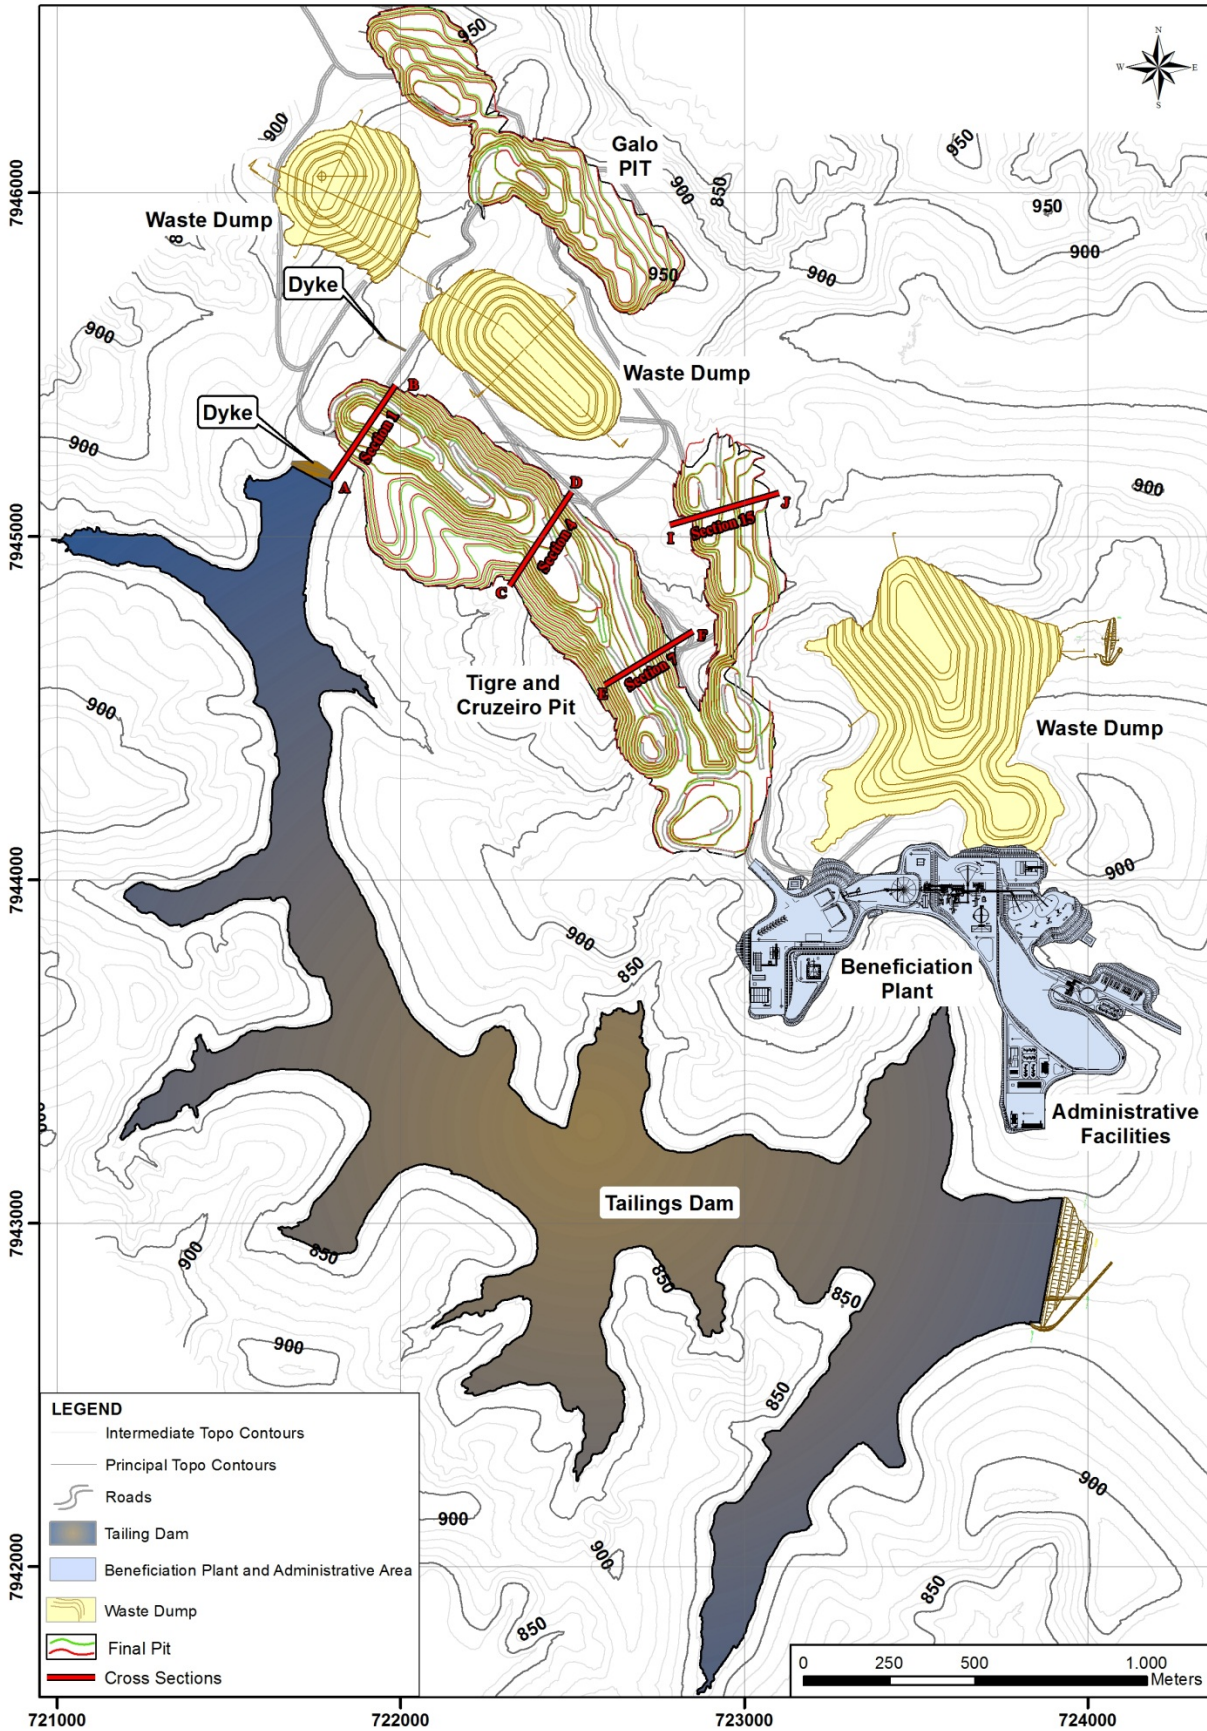 950
N
W
E
S
900
Galo
PIT
950
7946000
900
850
950
Waste Dump
900
8
Dyke
950
900
900
Waste Dump
B
Dyke
Section 1
900
A
D
900
J
Section 15
I
7945000
Section 4
C
F
Section 7
E
Tigre and
Cruzeiro Pit
900
Waste Dump
900
7944000
900
850
Beneficiation
Plant
900
Administrative
Facilities
Tailings Dam
7943000
900
850
850
850
900
850
LEGEND
Intermediate Topo Contours
Principal Topo Contours
Roads
Tailing Dam
Beneficiation Plant and Administrative Area
Waste Dump
Final Pit
Cross Sections
900
900
900
7942000
850
850
0 250 500 1.000
Meters
721000 722000 723000 724000